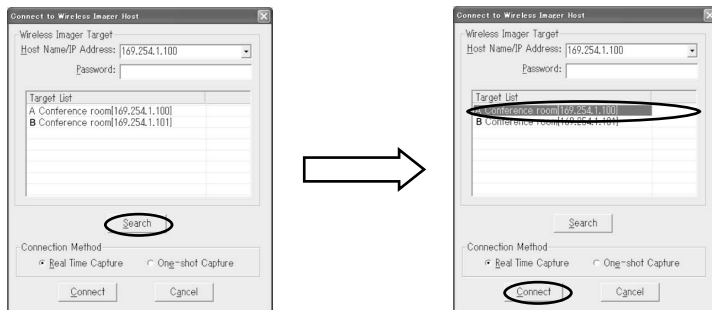 Connect to Wireless Imager Host
Wireless Imager Target
Host Name/IP Address: 169.254.1.100
Password:
Target List
A Conference room[169.254.1.100]
B Conference room[169.254.1.101]
Search
Connection Method
Real Time Capture One-shot Capture
Connect Cancel
Connect to Wireless Imager Host
Wireless Imager Target
Host Name/IP Address: 169.254.1.100
Password:
Target List
A Conference room[169.254.1.100]
B Conference room[169.254.1.101]
Search
Connection Method
Real Time Capture One-shot Capture
Connect Cancel